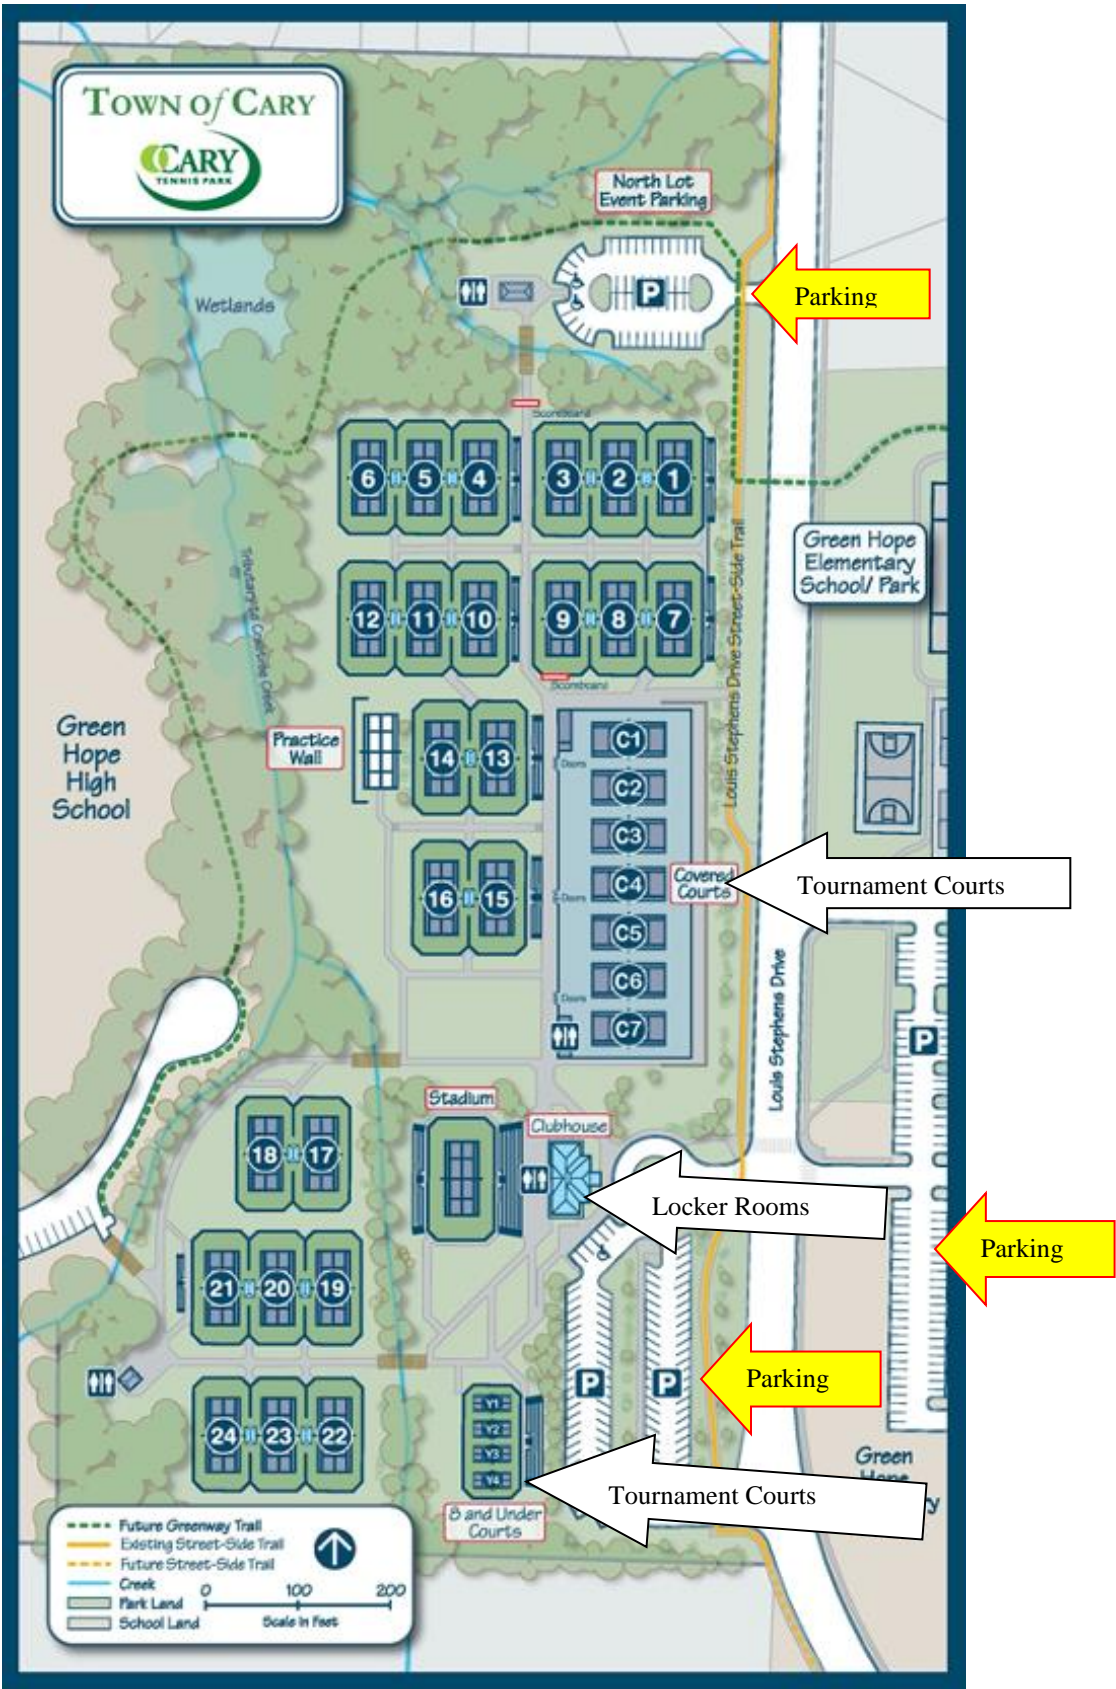 TOWN of CARY
CARY
TENNIS PARK
North Lot
Event Parking
P
Parking
Wetlands
Scoreboard
6
5
4
3
2
1
Green Hope
Elementary
School/ Park
12
11
10
9
8
7
Scoreboard
Louis Stephens Drive Street-Side Trail
Green
Hope
High
School
Practice
Wall
14
13
C1
Doors
C2
C3
16
15
C4
Doors
Covered
Courts
Tournament Courts
C5
C6
Doors
C7
Louis Stephens Drive
P
Stadium
Clubhouse
18
17
Locker Rooms
Parking
21
20
19
P
P
Parking
24
23
22
Y1
Y2
Y3
Y4
Tournament Courts
8 and Under
Courts
Green
Hope
Future Greenway Trail
Existing Street-Side Trail
Future Street-Side Trail
Creek
Park Land
School Land
0 100 200
Scale in Feet